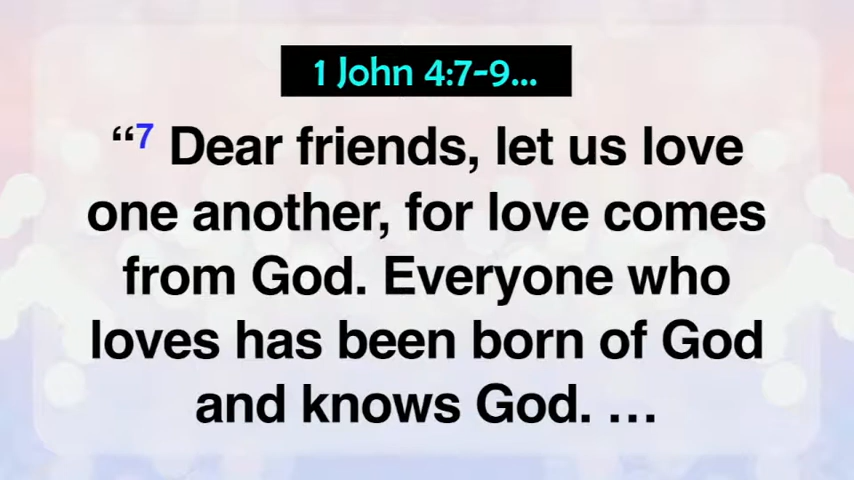 1 John 4:7-9...
“7 Dear friends, let us love
one another, for love comes
from God. Everyone who
loves has been born of God
and knows God. …